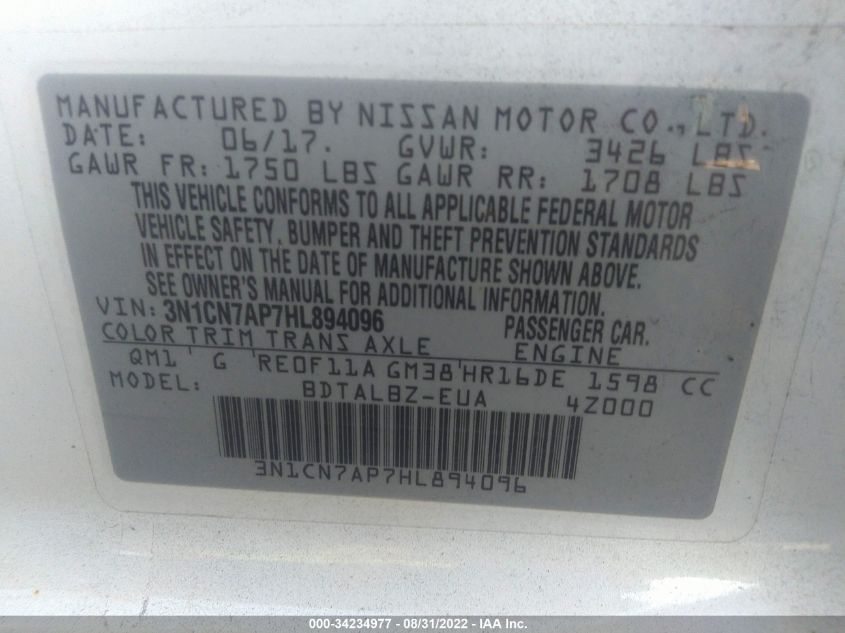 MANUFACTURED BY NISSAN MOTOR CO., LTD.
DATE: 06/17. GVWR: 3426 LBS
GAWR FR: 1750 LBS GAWR RR: 1708 LBS
THIS VEHICLE CONFORMS TO ALL APPLICABLE FEDERAL MOTOR
VEHICLE SAFETY, BUMPER AND THEFT PREVENTION STANDARDS
IN EFFECT ON THE DATE OF MANUFACTURE SHOWN ABOVE.
SEE OWNER'S MANUAL FOR ADDITIONAL INFORMATION.
VIN: 3N1CN7AP7HL894096 PASSENGER CAR.
COLOR TRIM TRANS AXLE ENGINE
QM1 G RE0F11A GM38 HR16DE 1598 CC
MODEL: BDTALBZ-EUA 4Z000
3N1CN7AP7HL894096
000-34234977 - 08/31/2022 - IAA Inc.